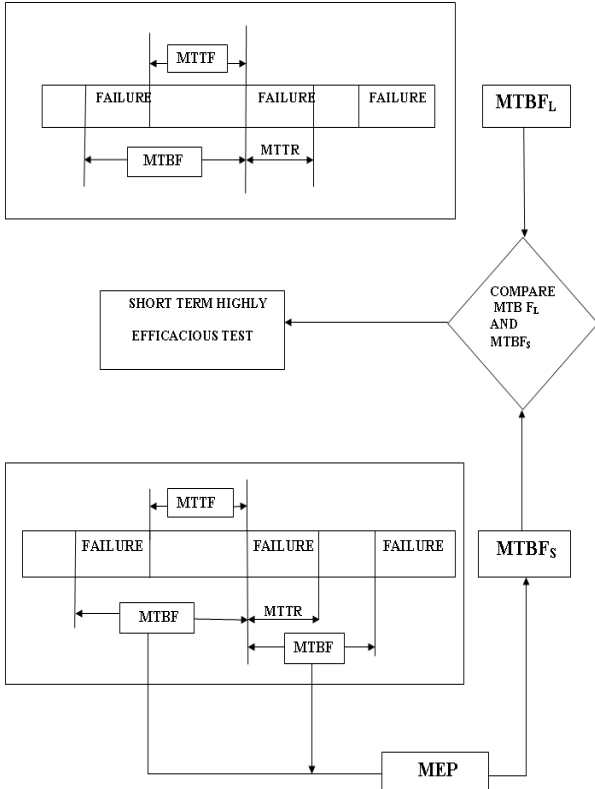 MTTF
FAILURE FAILURE FAILURE
MTBF
MTTR
MTBFL
COMPARE
MTB FL
AND
MTBFS
SHORT TERM HIGHLY
EFFICACIOUS TEST
MTTF
FAILURE FAILURE FAILURE
MTBF
MTTR
MTBF
MTBFS
MEP